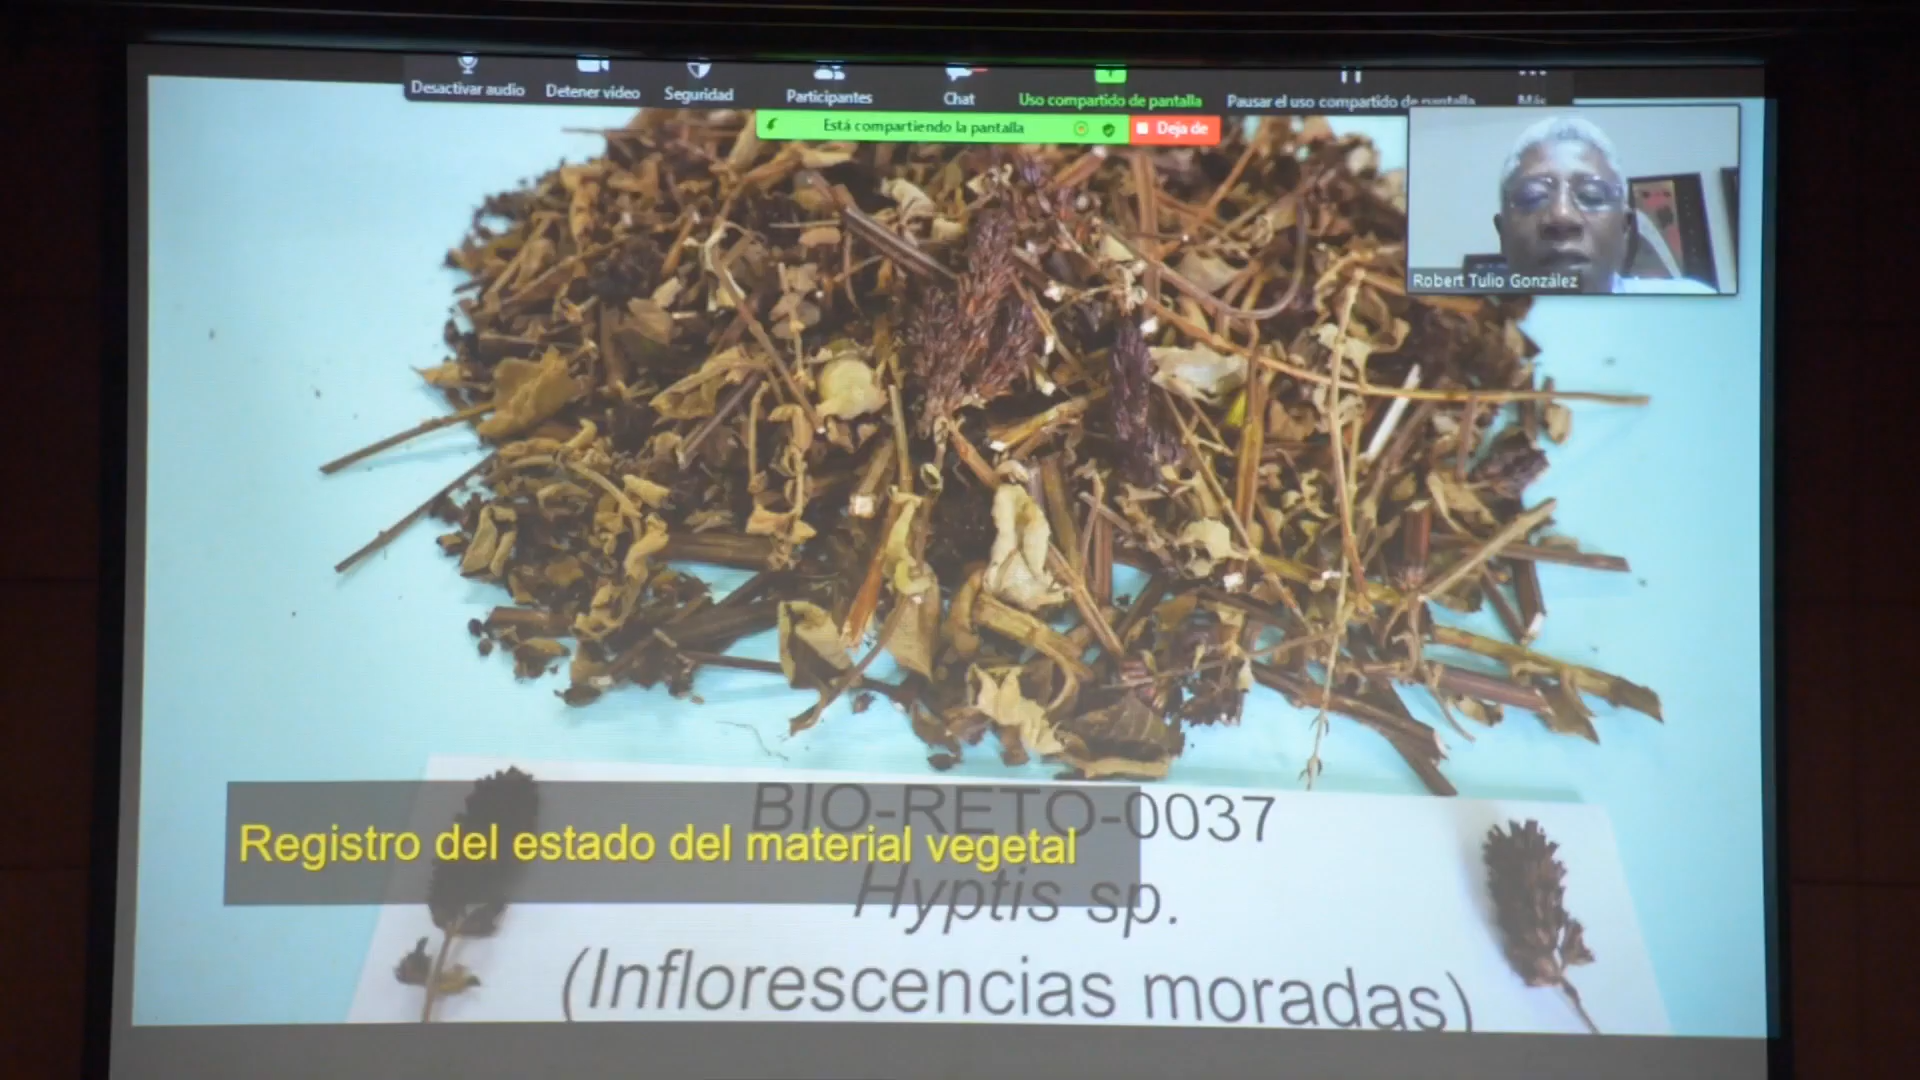 Desactivar audio
Detener video
Seguridad
Participantes
Chat
Uso compartido de pantalla
Pausar el uso compartido de pantalla
Más
Está compartiendo la pantalla
Deja de
Robert Tulio González
BIO-RETO-0037
Registro del estado del material vegetal
Hyptis sp.
(Inflorescencias moradas)